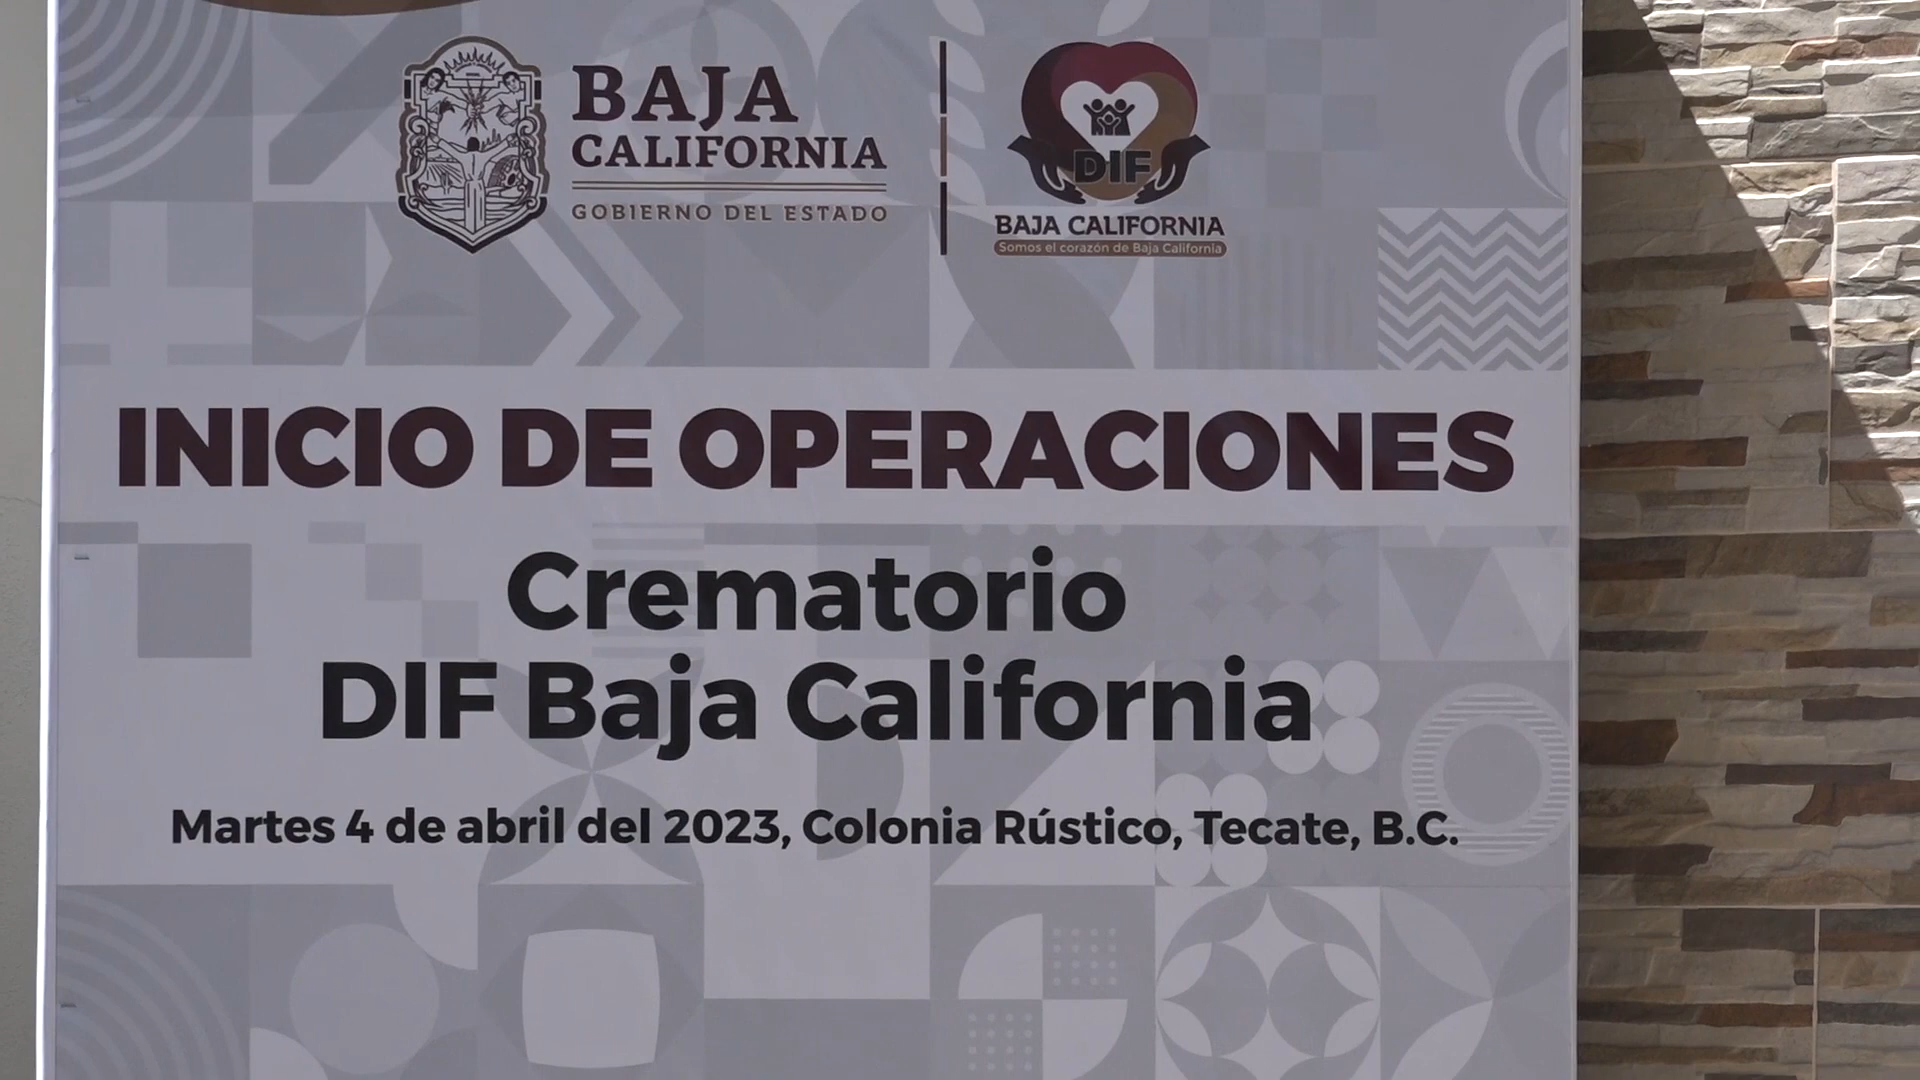 BAJA
CALIFORNIA
GOBIERNO DEL ESTADO
DIF
BAJA CALIFORNIA
Somos el corazón de Baja California
INICIO DE OPERACIONES
Crematorio
DIF Baja California
Martes 4 de abril del 2023, Colonia Rústico, Tecate, B.C.